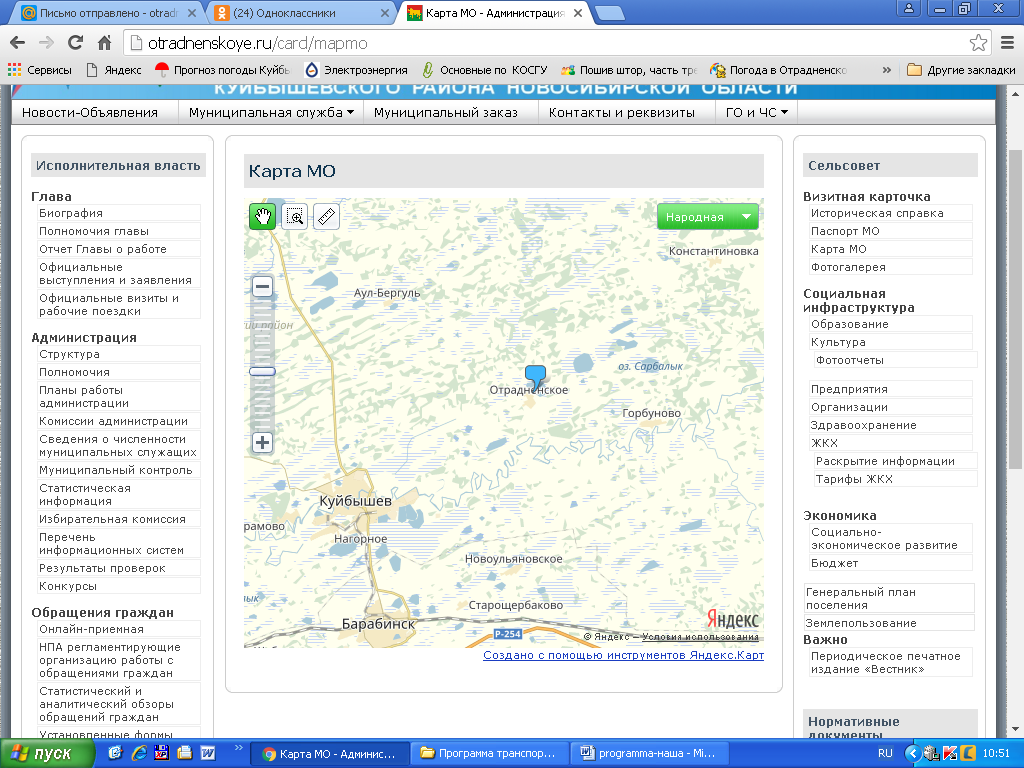 Письмо отправлено - otradn
(24) Одноклассники
Карта МО - Администрация
otradnenskoye.ru/card/mapmo
Сервисы
Яндекс
Прогноз погоды Куйбы
Электроэнергия
Основные по КОСГУ
Пошив штор, часть тре
Погода в Отрадненско
»
Другие закладки
КУЙБЫШЕВСКОГО РАЙОНА НОВОСИБИРСКОЙ ОБЛАСТИ
Новости-Объявления
Муниципальная служба
Муниципальный заказ
Контакты и реквизиты
ГО и ЧС
Исполнительная власть
Глава
Биография
Полномочия главы
Отчет Главы о работе
Официальные
выступления и заявления
Официальные визиты и
рабочие поездки
Администрация
Структура
Полномочия
Планы работы
администрации
Комиссии администрации
Сведения о численности
муниципальных служащих
Муниципальный контроль
Статистическая
информация
Избирательная комиссия
Перечень
информационных систем
Результаты проверок
Конкурсы
Обращения граждан
Онлайн-приемная
НПА регламентирующие
организацию работы с
обращениями граждан
Статистический и
аналитический обзоры
обращений граждан
Установленные формы
Карта МО
Народная
Константиновка
Аул-Бергуль
ий район
оз. Сарбалык
Отрадненское
Горбуново
Куйбышев
рамово
Нагорное
Новоульяновское
лык
Старощербаково
Барабинск
Р-254
Яндекс
© Яндекс — Условия использования
Создано с помощью инструментов Яндекс.Карт
Сельсовет
Визитная карточка
Историческая справка
Паспорт МО
Карта МО
Фотогалерея
Социальная
инфраструктура
Образование
Культура
Фотоотчеты
Предприятия
Организации
Здравоохранение
ЖКХ
Раскрытие информации
Тарифы ЖКХ
Экономика
Социально-
экономическое развитие
Бюджет
Генеральный план
поселения
Землепользование
Важно
Периодическое печатное
издание «Вестник»
Нормативные
документы
пуск
»
Карта МО - Админис...
Программа транспор...
programma-наша - Mi...
RU
10:51